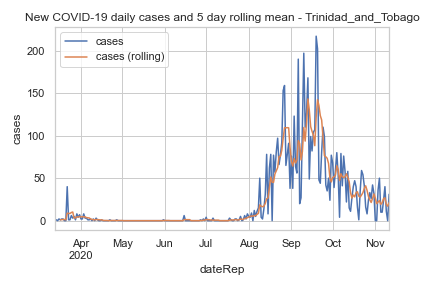 New COVID-19 daily cases and 5 day rolling mean - Trinidad_and_Tobago
cases
cases (rolling)
200
150
100
50
0
cases
Apr May Jun Jul Aug Sep Oct Nov
2020
dateRep